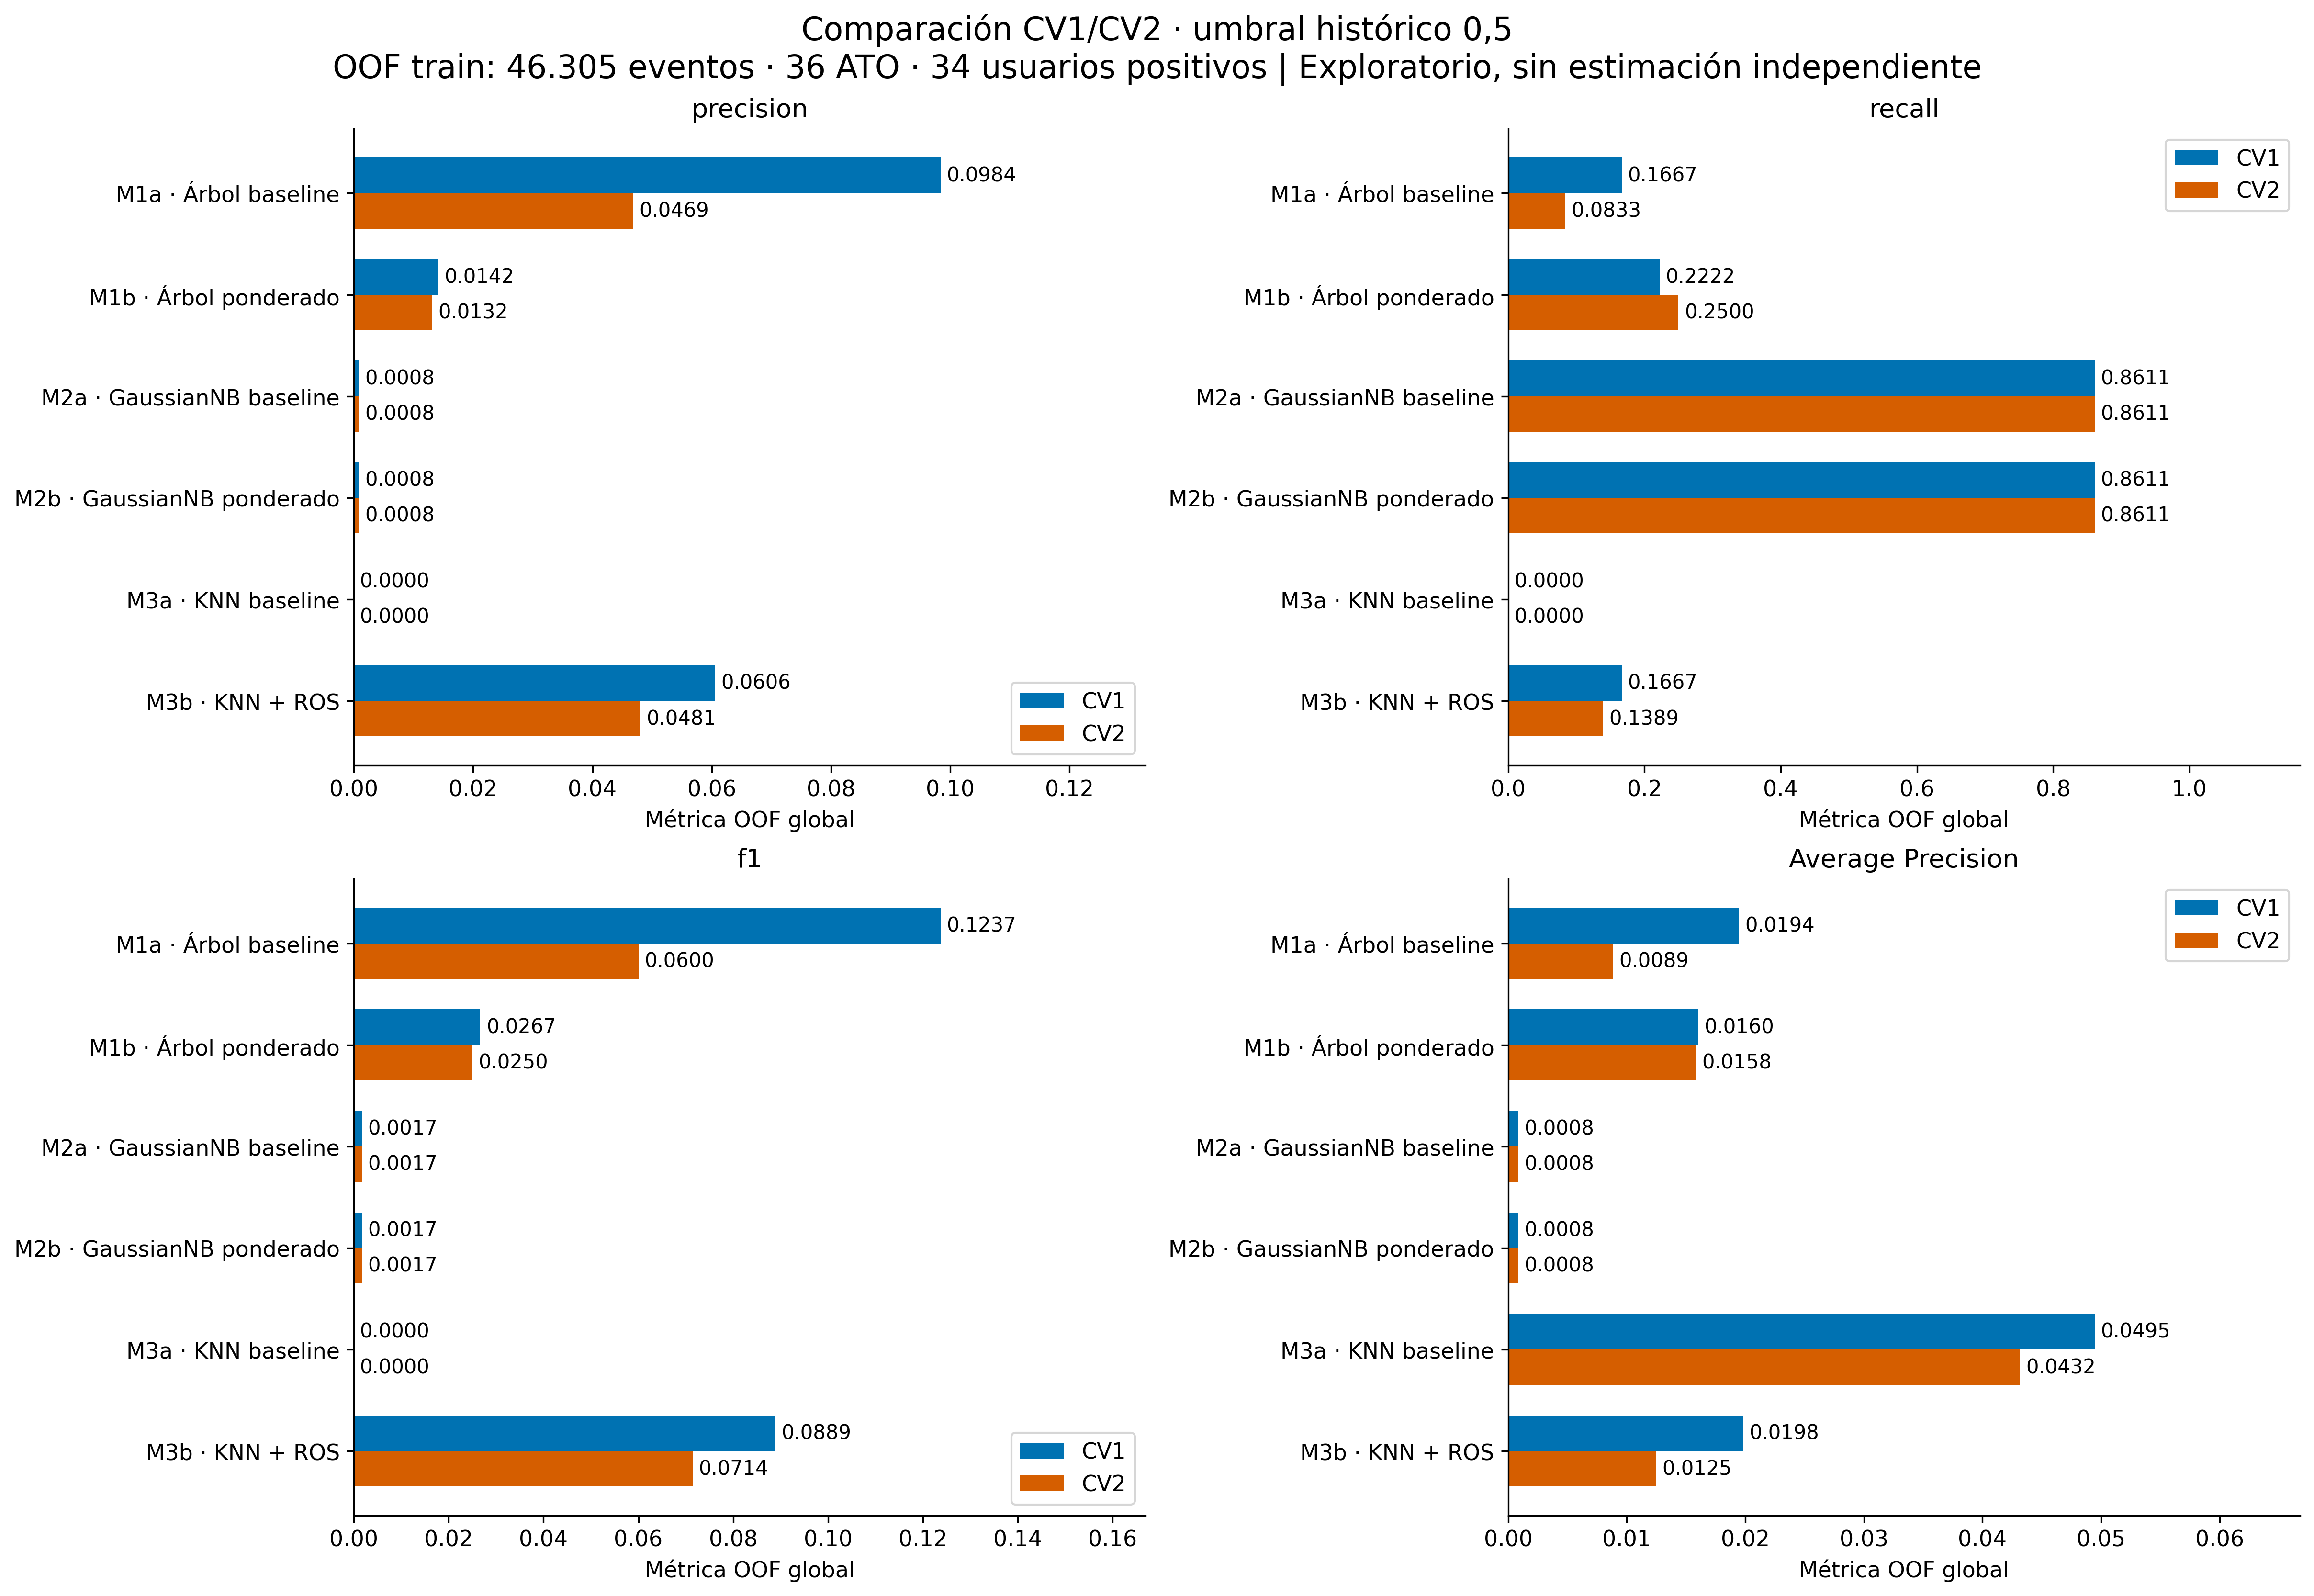 Comparación CV1/CV2 · umbral histórico 0,5
OOF train: 46.305 eventos · 36 ATO · 34 usuarios positivos | Exploratorio, sin estimación independiente
precision
M1a · Árbol baseline
0.0984
0.0469
M1b · Árbol ponderado
0.0142
0.0132
M2a · GaussianNB baseline
0.0008
0.0008
M2b · GaussianNB ponderado
0.0008
0.0008
M3a · KNN baseline
0.0000
0.0000
M3b · KNN + ROS
0.0606
0.0481
CV1
CV2
0.00 0.02 0.04 0.06 0.08 0.10 0.12
Métrica OOF global
recall
CV1
CV2
M1a · Árbol baseline
0.1667
0.0833
M1b · Árbol ponderado
0.2222
0.2500
M2a · GaussianNB baseline
0.8611
0.8611
M2b · GaussianNB ponderado
0.8611
0.8611
M3a · KNN baseline
0.0000
0.0000
M3b · KNN + ROS
0.1667
0.1389
0.0 0.2 0.4 0.6 0.8 1.0
Métrica OOF global
f1
M1a · Árbol baseline
0.1237
0.0600
M1b · Árbol ponderado
0.0267
0.0250
M2a · GaussianNB baseline
0.0017
0.0017
M2b · GaussianNB ponderado
0.0017
0.0017
M3a · KNN baseline
0.0000
0.0000
M3b · KNN + ROS
0.0889
0.0714
CV1
CV2
0.00 0.02 0.04 0.06 0.08 0.10 0.12 0.14 0.16
Métrica OOF global
Average Precision
CV1
CV2
M1a · Árbol baseline
0.0194
0.0089
M1b · Árbol ponderado
0.0160
0.0158
M2a · GaussianNB baseline
0.0008
0.0008
M2b · GaussianNB ponderado
0.0008
0.0008
M3a · KNN baseline
0.0495
0.0432
M3b · KNN + ROS
0.0198
0.0125
0.00 0.01 0.02 0.03 0.04 0.05 0.06
Métrica OOF global